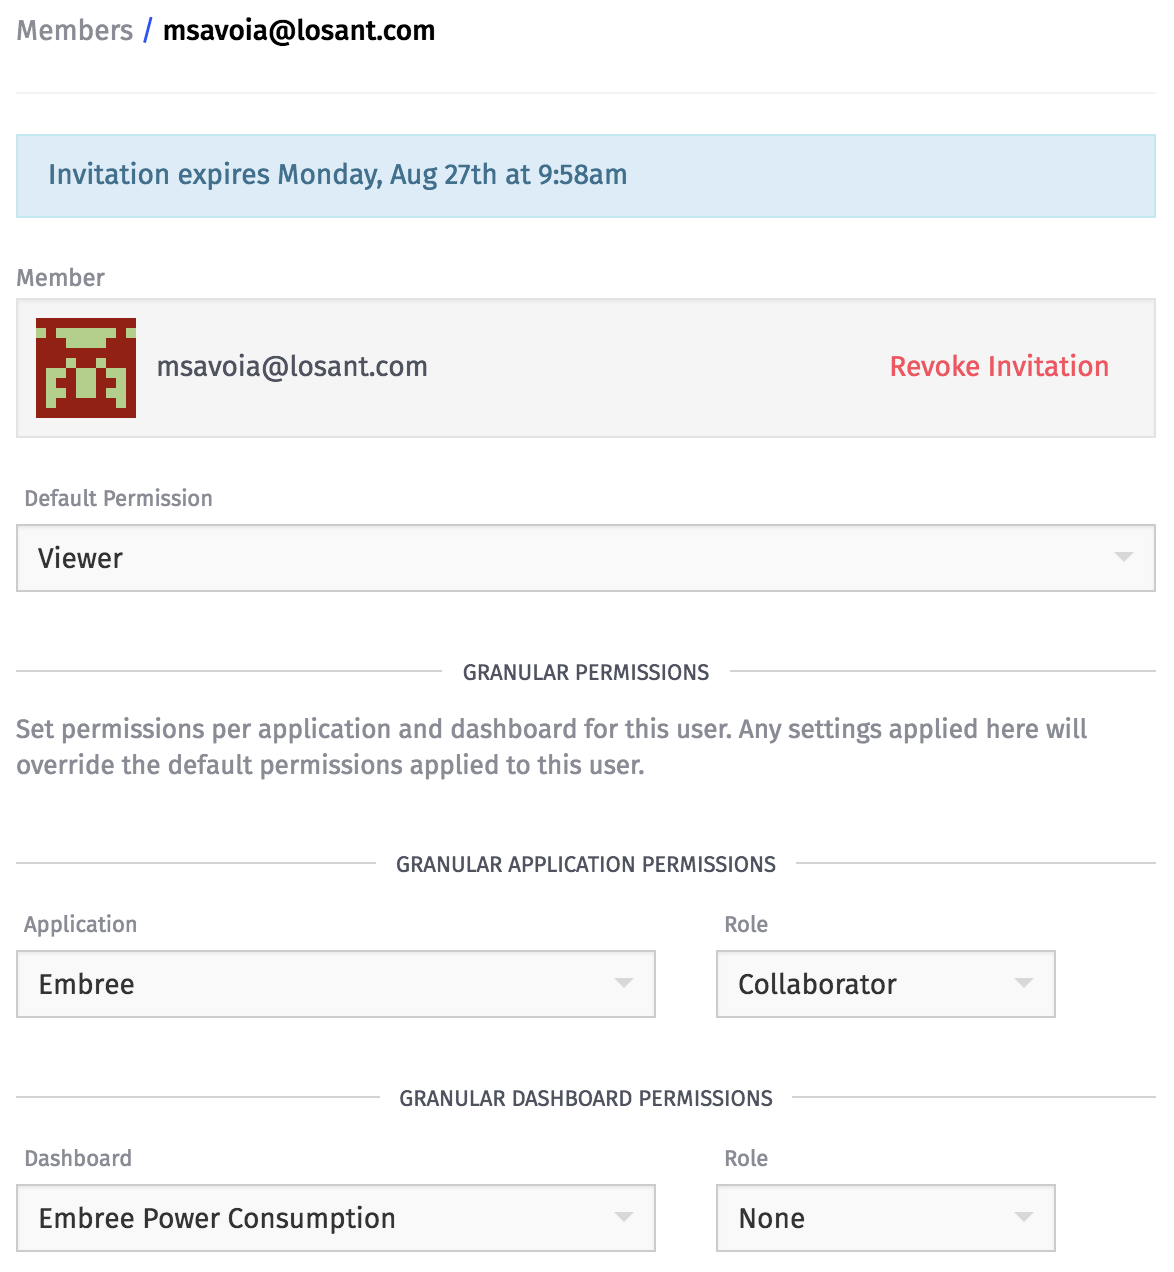 Members / msavoia@losant.com
Invitation expires Monday, Aug 27th at 9:58am
Member
msavoia@losant.com Revoke Invitation
Default Permission
Viewer
GRANULAR PERMISSIONS
Set permissions per application and dashboard for this user. Any settings applied here will
override the default permissions applied to this user.
GRANULAR APPLICATION PERMISSIONS
Application Role
Embree Collaborator
GRANULAR DASHBOARD PERMISSIONS
Dashboard Role
Embree Power Consumption None